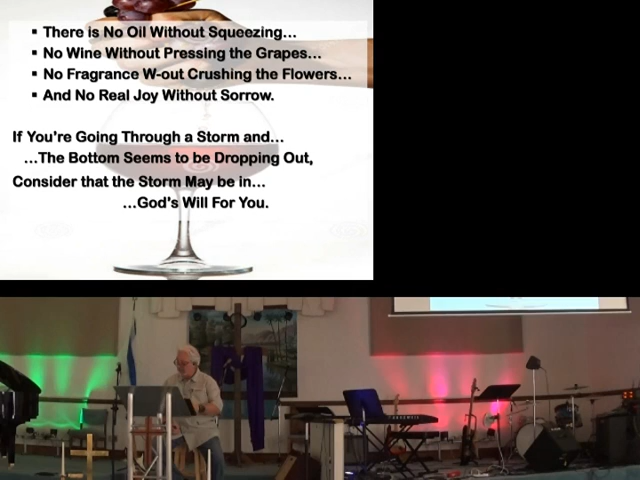 ▪ There is No Oil Without Squeezing…
▪ No Wine Without Pressing the Grapes…
▪ No Fragrance W-out Crushing the Flowers…
▪ And No Real Joy Without Sorrow.
If You’re Going Through a Storm and…
…The Bottom Seems to be Dropping Out,
Consider that the Storm May be in…
…God’s Will For You.